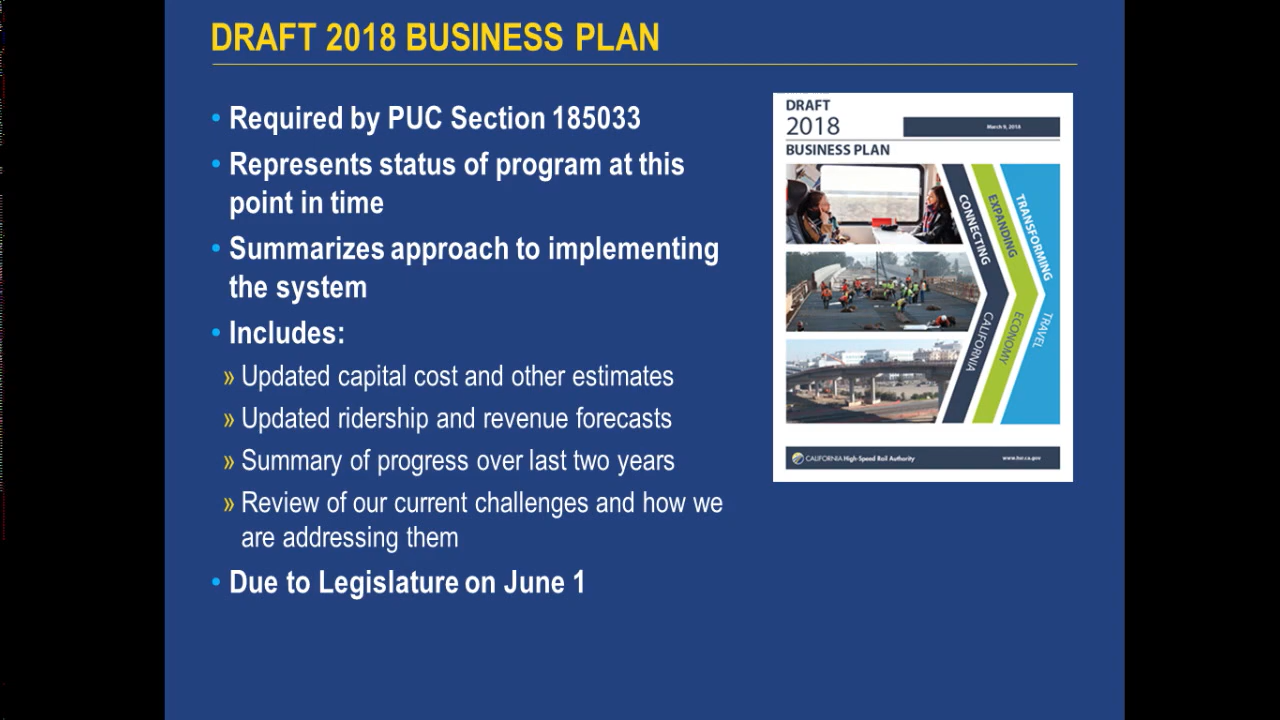 DRAFT 2018 BUSINESS PLAN
• Required by PUC Section 185033
• Represents status of program at this
point in time
• Summarizes approach to implementing
the system
• Includes:
» Updated capital cost and other estimates
» Updated ridership and revenue forecasts
» Summary of progress over last two years
» Review of our current challenges and how we
are addressing them
• Due to Legislature on June 1
DRAFT
2018
March 9, 2018
BUSINESS PLAN
CONNECTING CALIFORNIA
EXPANDING ECONOMY
TRANSFORMING TRAVEL
CALIFORNIA High-Speed Rail Authority
www.hsr.ca.gov